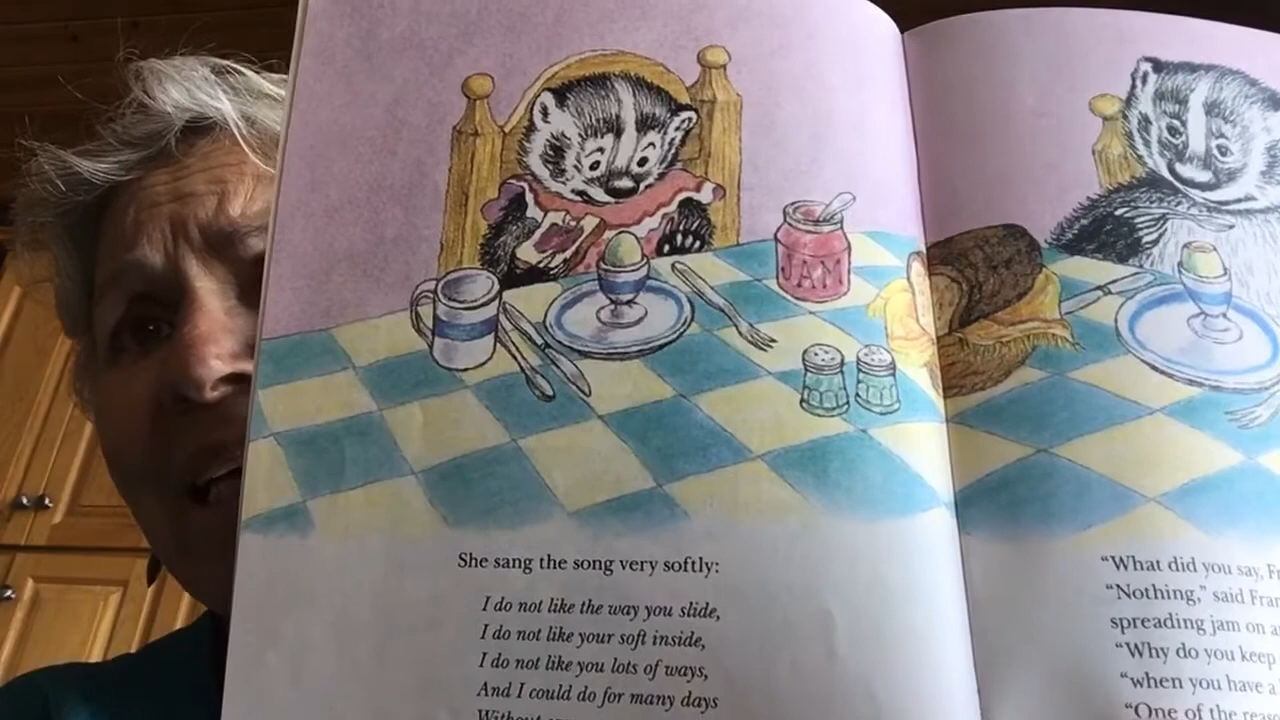 JAM
She sang the song very softly:
I do not like the way you slide,
I do not like your soft inside,
I do not like you lots of ways,
And I could do for many days
Without
“What did you say,
“Nothing,” said
spreading jam on
“Why do you keep
“when you have a
“One of the